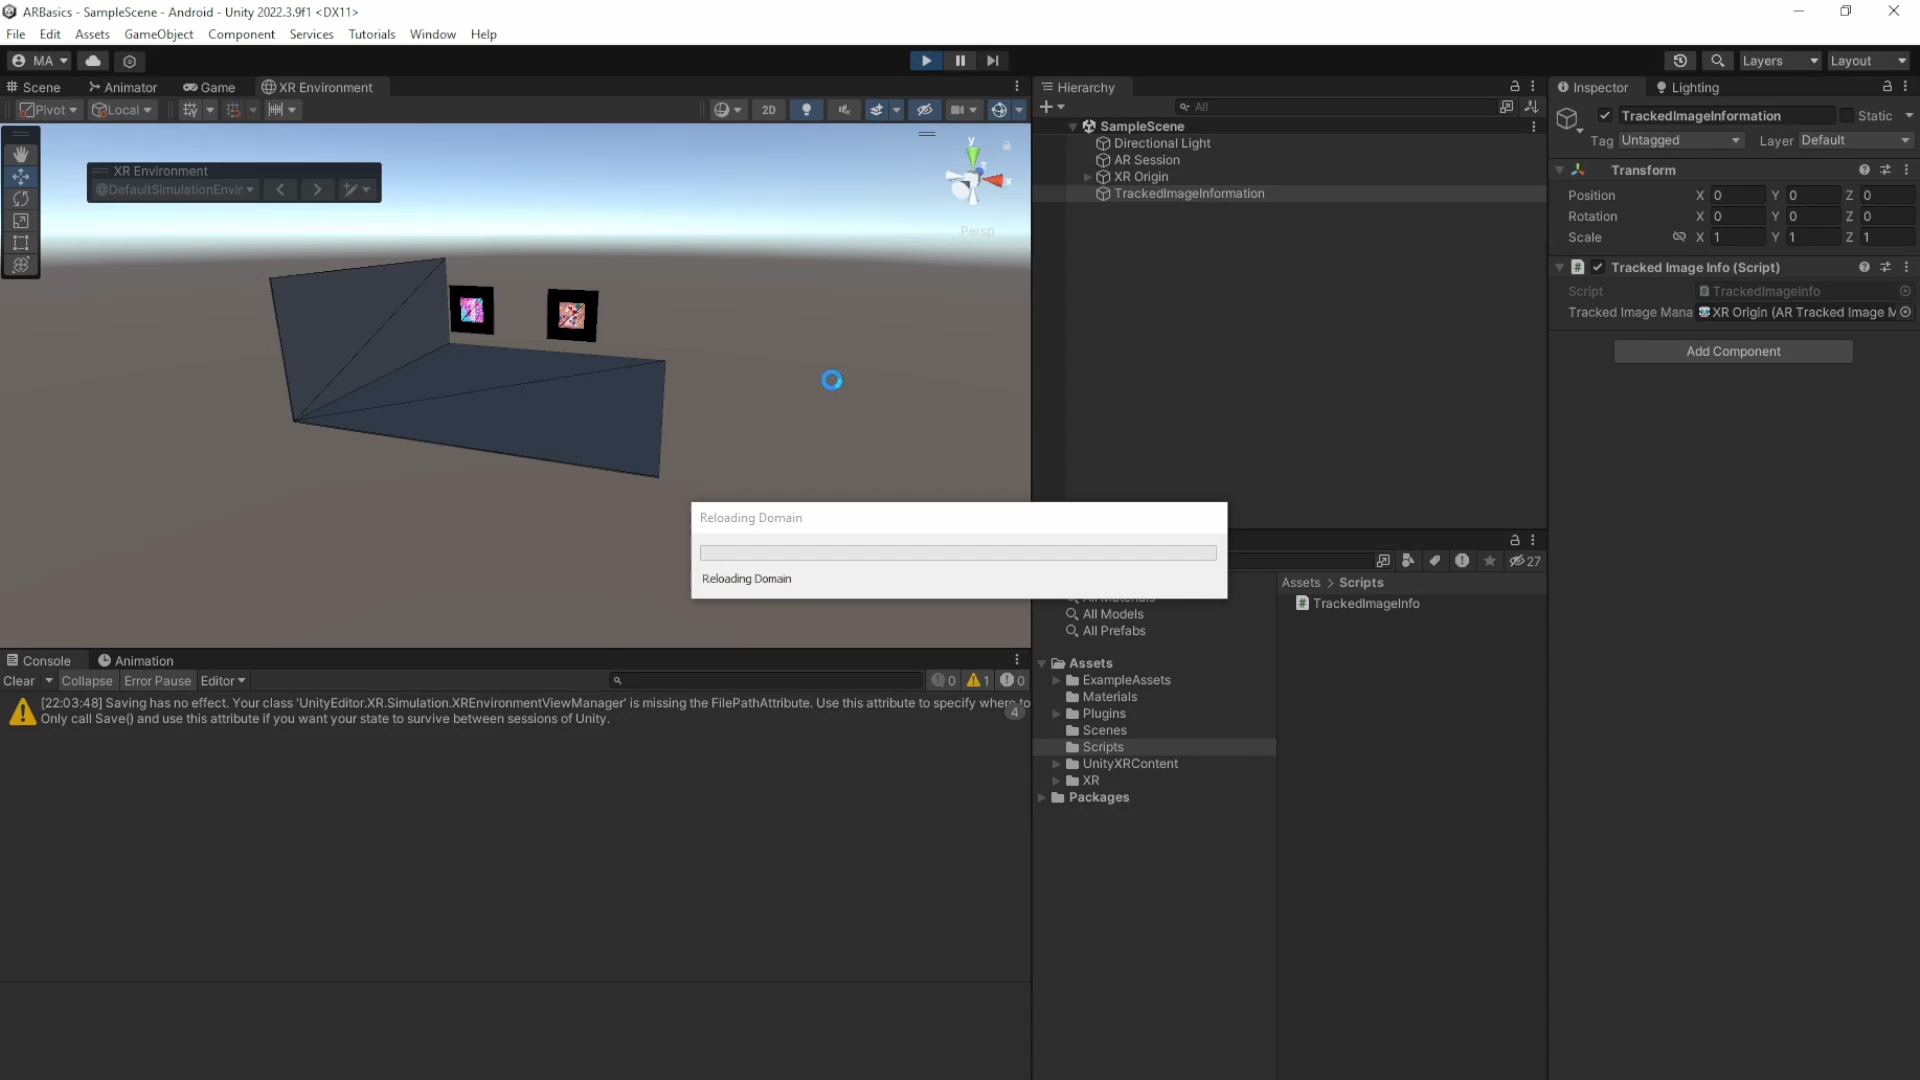 ARBasics - SampleScene - Android - Unity 2022.3.9f1 <DX11>
File Edit Assets GameObject Component Services Tutorials Window Help
MA Layers Layout
Scene Animator Game XR Environment
Pivot Local 2D
XR Environment
@DefaultSimulationEnvir
y
x
Persp
Hierarchy
All
SampleScene
Directional Light
AR Session
XR Origin
TrackedImageInformation
Inspector Lighting
TrackedImageInformation Static
Tag Untagged Layer Default
Transform
Position X 0 Y 0 Z 0
Rotation X 0 Y 0 Z 0
Scale X 1 Y 1 Z 1
Tracked Image Info (Script)
Script TrackedImageInfo
Tracked Image Mana XR Origin (AR Tracked Image M
Add Component
Reloading Domain
Reloading Domain
27
Assets > Scripts
TrackedImageInfo
All Materials
All Models
All Prefabs
Assets
ExampleAssets
Materials
Plugins
Scenes
Scripts
UnityXRContent
XR
Packages
Console Animation
Clear Collapse Error Pause Editor 0 1 0
[22:03:48] Saving has no effect. Your class 'UnityEditor.XR.Simulation.XREnvironmentViewManager' is missing the FilePathAttribute. Use this attribute to specify where to
Only call Save() and use this attribute if you want your state to survive between sessions of Unity.
4